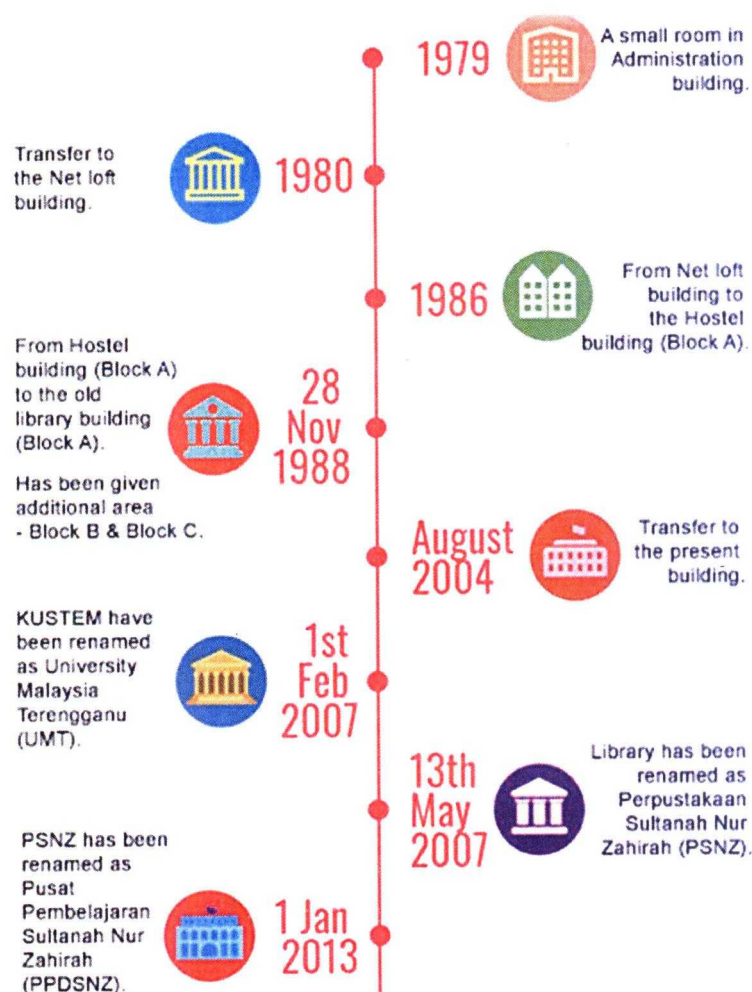 1979
A small room in
Administration
building.
Transfer to
the Net loft
building.
1980
1986
From Net loft
building to
the Hostel
building (Block A).
From Hostel
building (Block A)
to the old
library building
(Block A).
Has been given
additional area
- Block B & Block C.
28
Nov
1988
August
2004
Transfer to
the present
building.
KUSTEM have
been renamed
as University
Malaysia
Terengganu
(UMT).
1st
Feb
2007
13th
May
2007
Library has been
renamed as
Perpustakaan
Sultanah Nur
Zahirah (PSNZ).
PSNZ has been
renamed as
Pusat
Pembelajaran
Sultanah Nur
Zahirah
(PPDSNZ).
1 Jan
2013